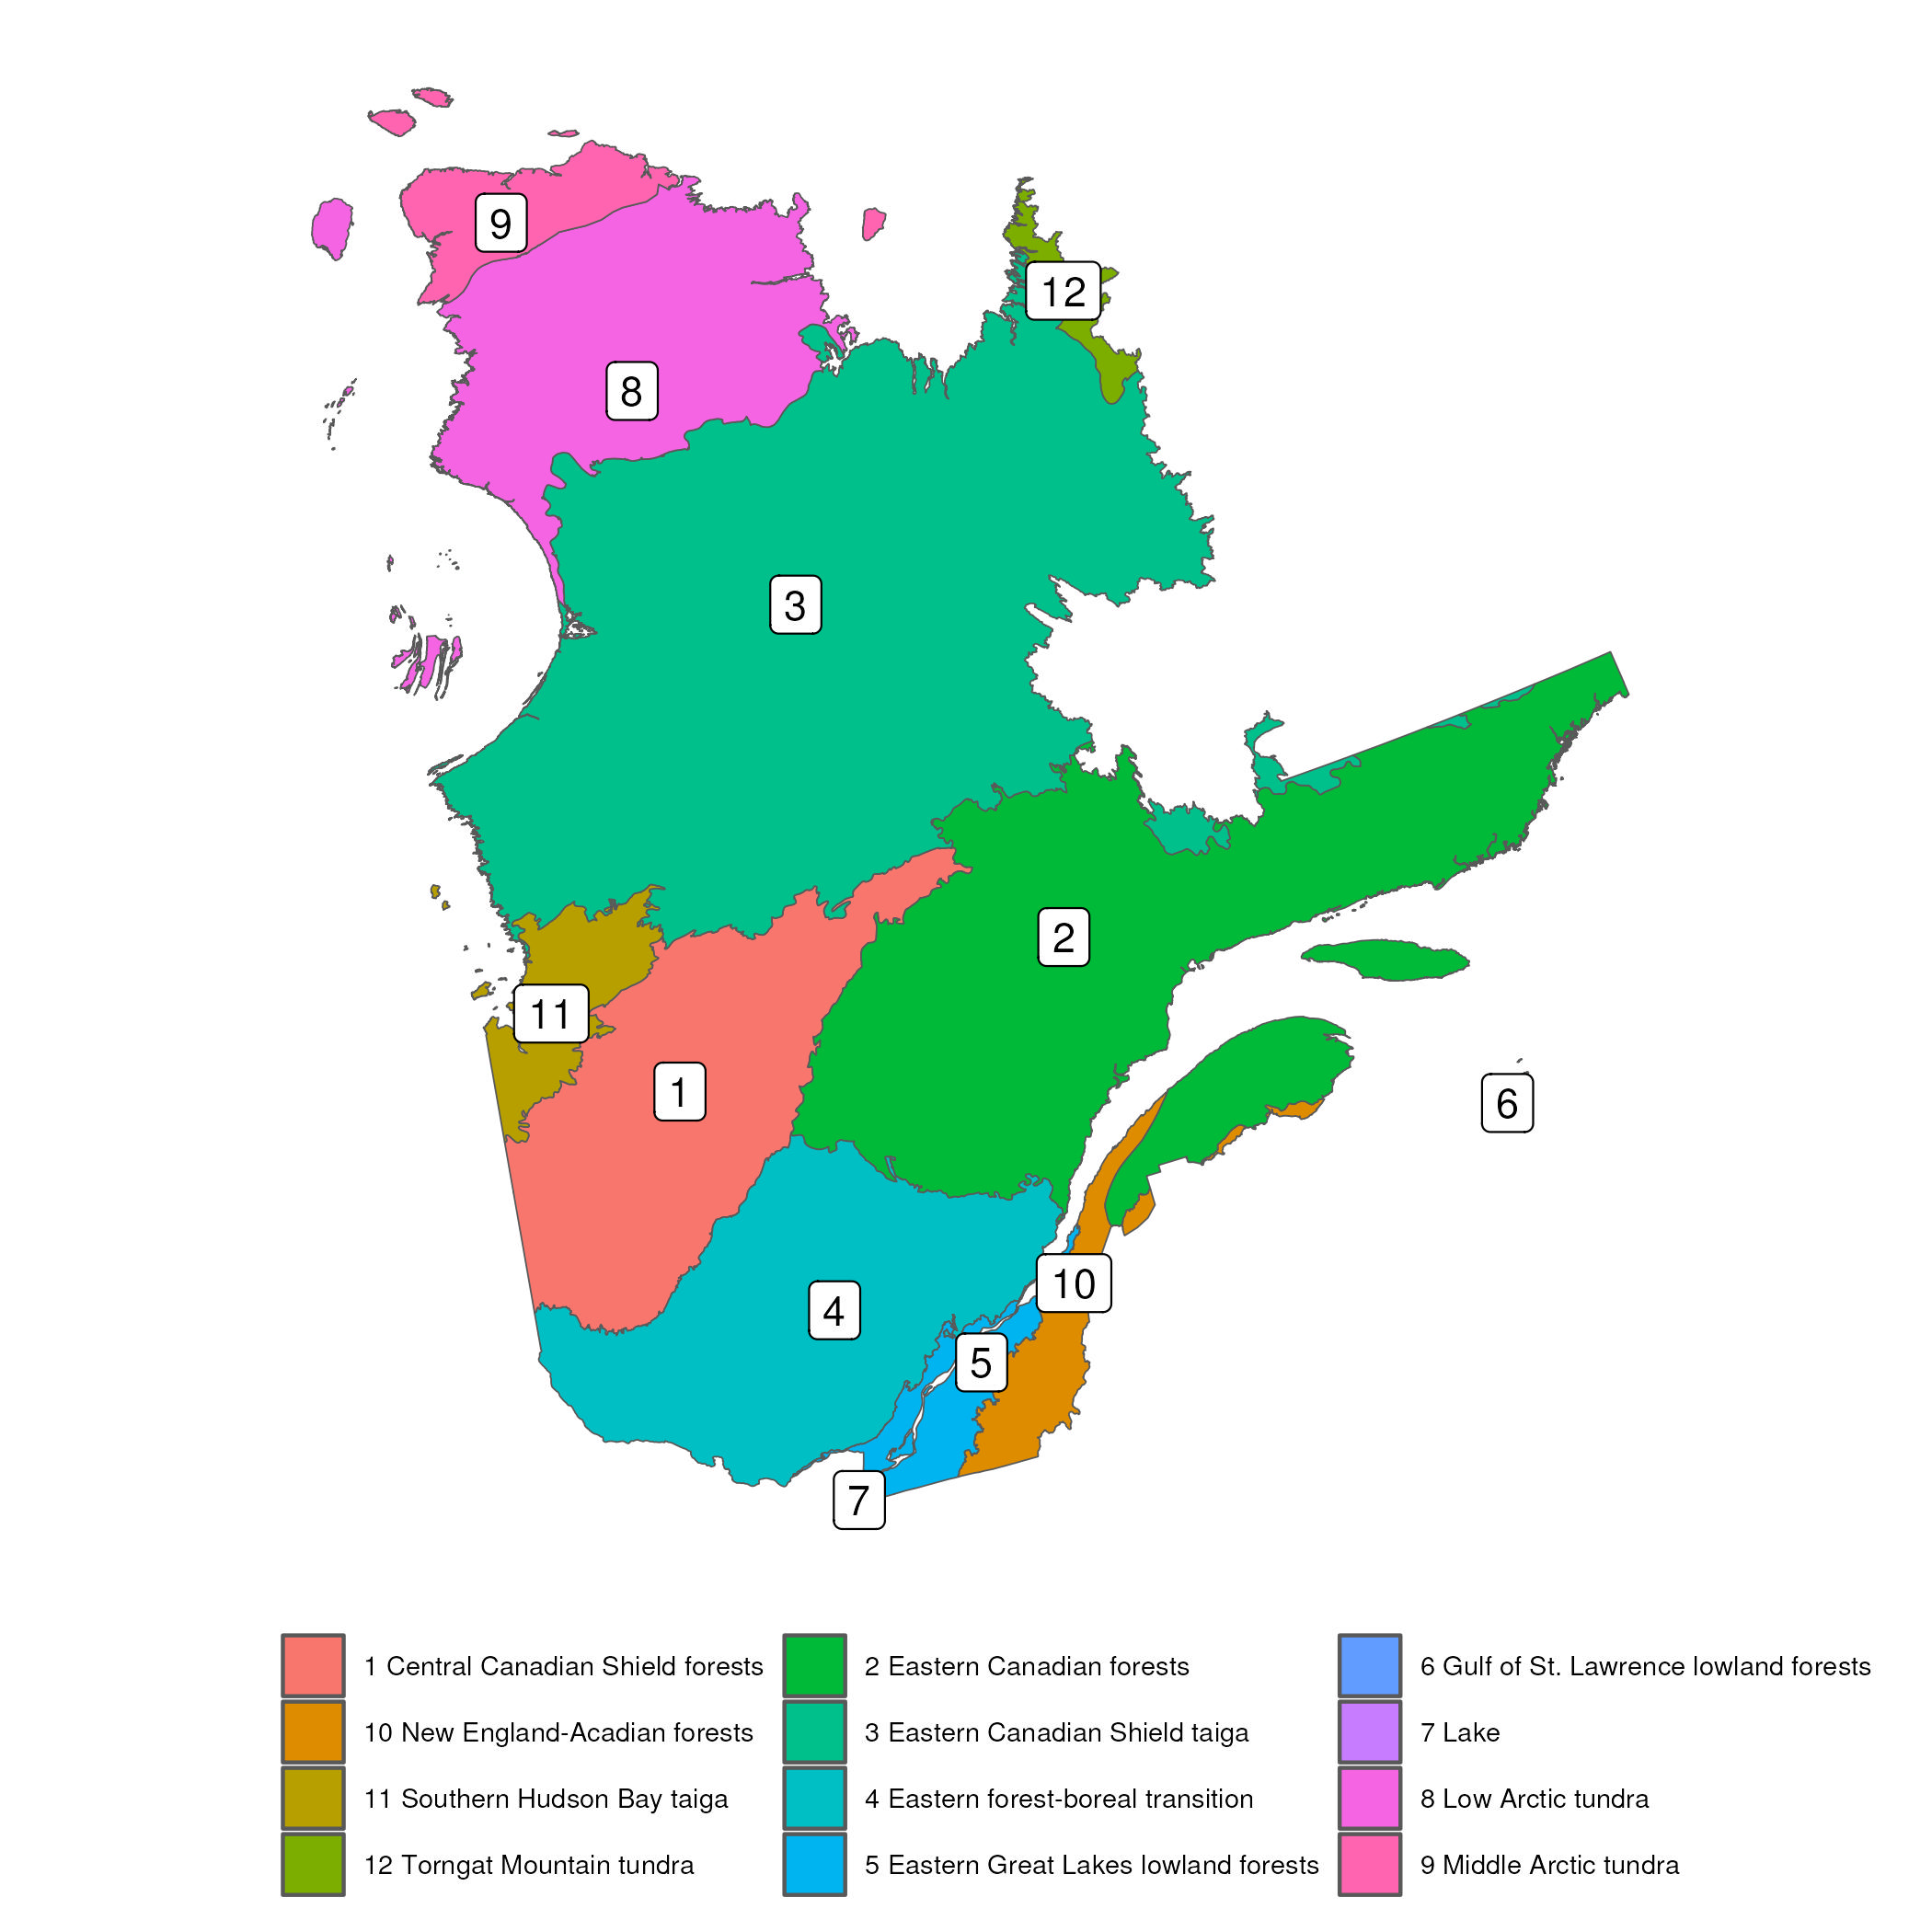 9
12
8
3
2
11
1
6
10
4
5
7
1 Central Canadian Shield forests
10 New England-Acadian forests
11 Southern Hudson Bay taiga
12 Torngat Mountain tundra
2 Eastern Canadian forests
3 Eastern Canadian Shield taiga
4 Eastern forest-boreal transition
5 Eastern Great Lakes lowland forests
6 Gulf of St. Lawrence lowland forests
7 Lake
8 Low Arctic tundra
9 Middle Arctic tundra